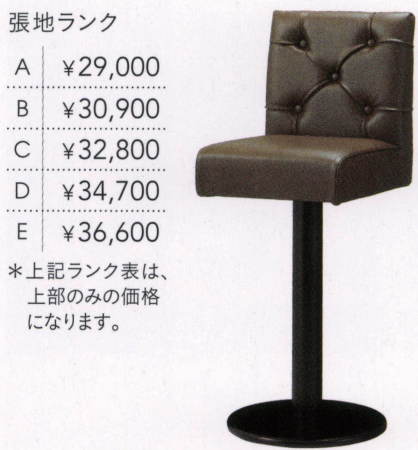 張地ランク
A ¥29,000
B ¥30,900
C ¥32,800
D ¥34,700
E ¥36,600
＊上記ランク表は、
上部のみの価格
になります。